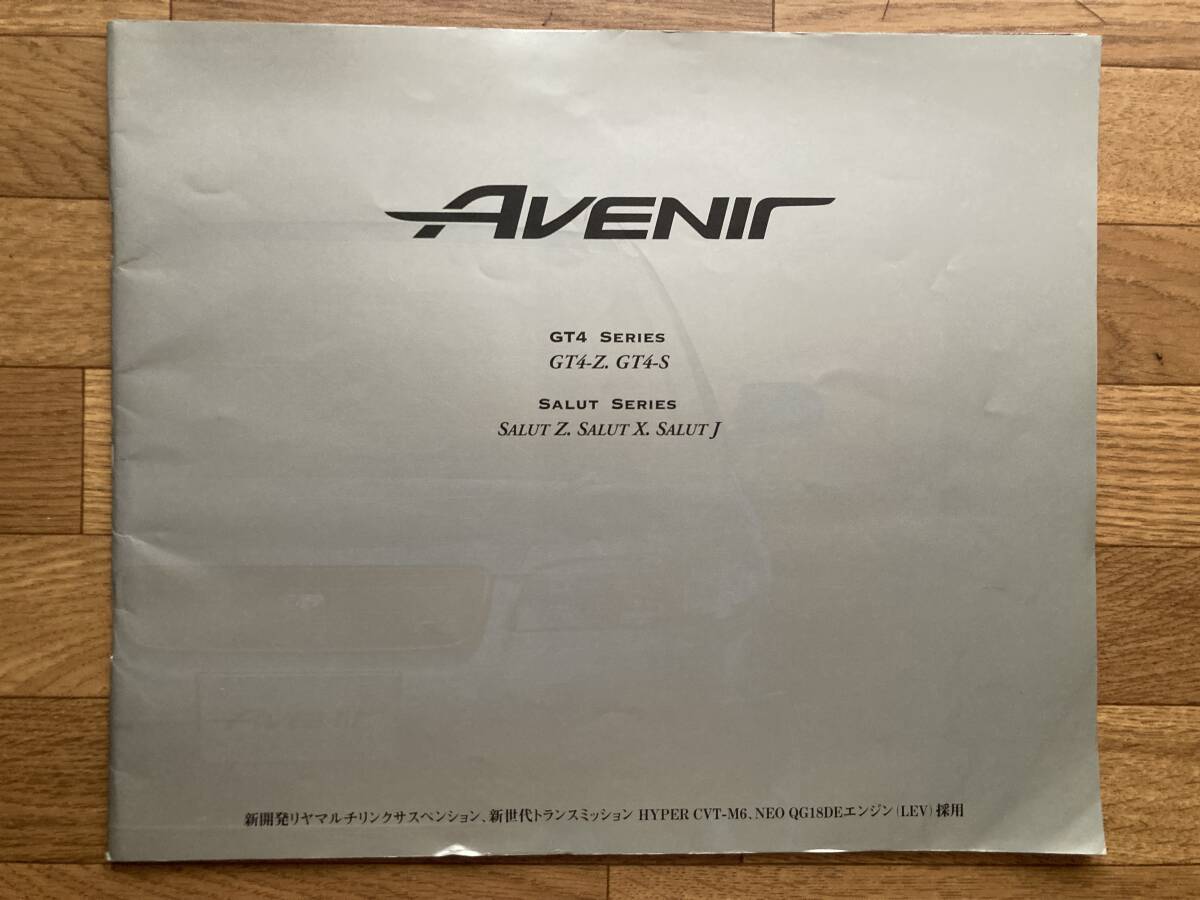 AVENIR
GT4 SERIES
GT4-Z. GT4-S
SALUT SERIES
SALUT Z. SALUT X. SALUT J
新開発リヤマルチリンクサスペンション、新世代トランスミッション HYPER CVT-M6、NEO QG18DEエンジン(LEV)採用